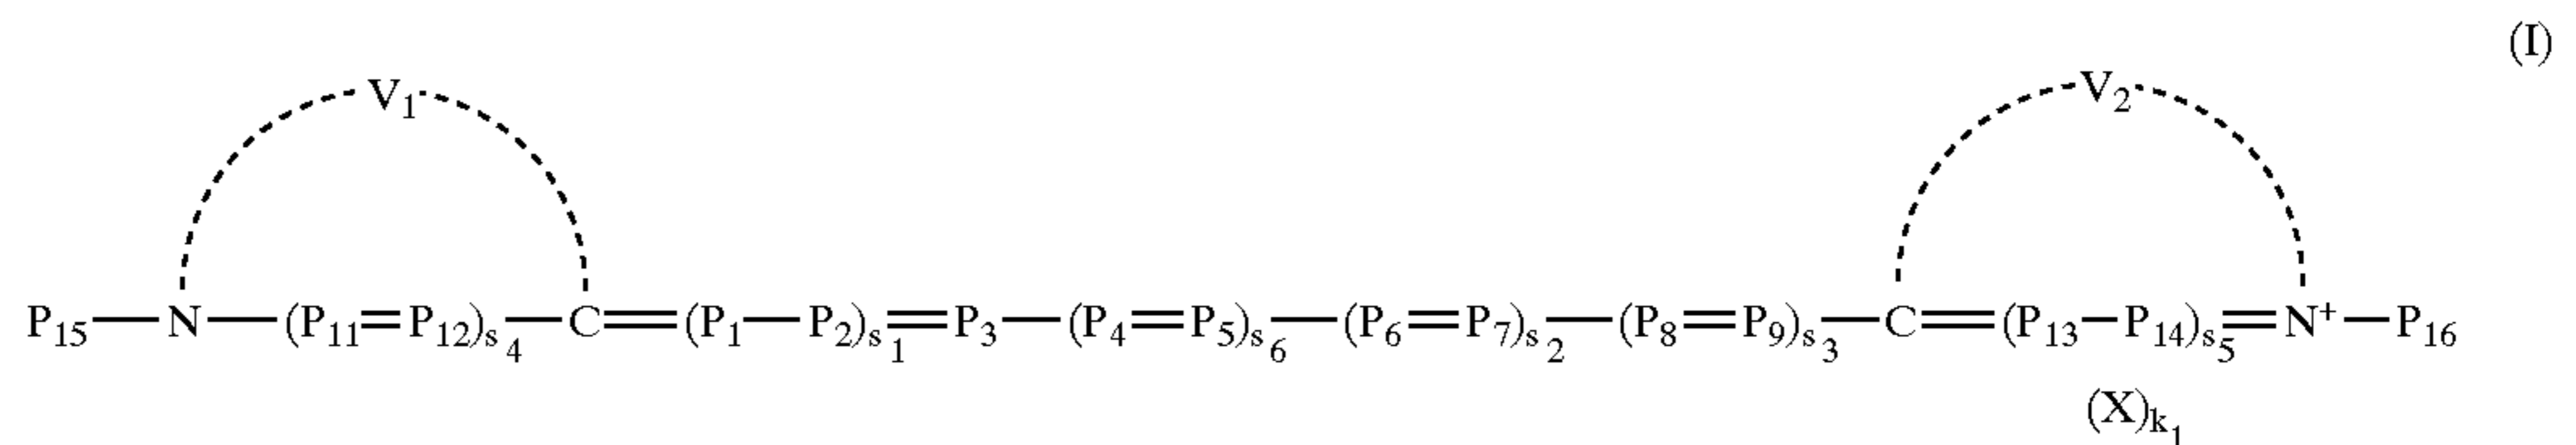 (I)
V₁ V₂
P₁₅—N—(P₁₁=P₁₂)s₄—C=(P₁—P₂)s₁=P₃—(P₄=P₅)s₆—(P₆=P₇)s₂—(P₈=P₉)s₃—C=(P₁₃—P₁₄)s₅=N⁺—P₁₆
(X)k₁